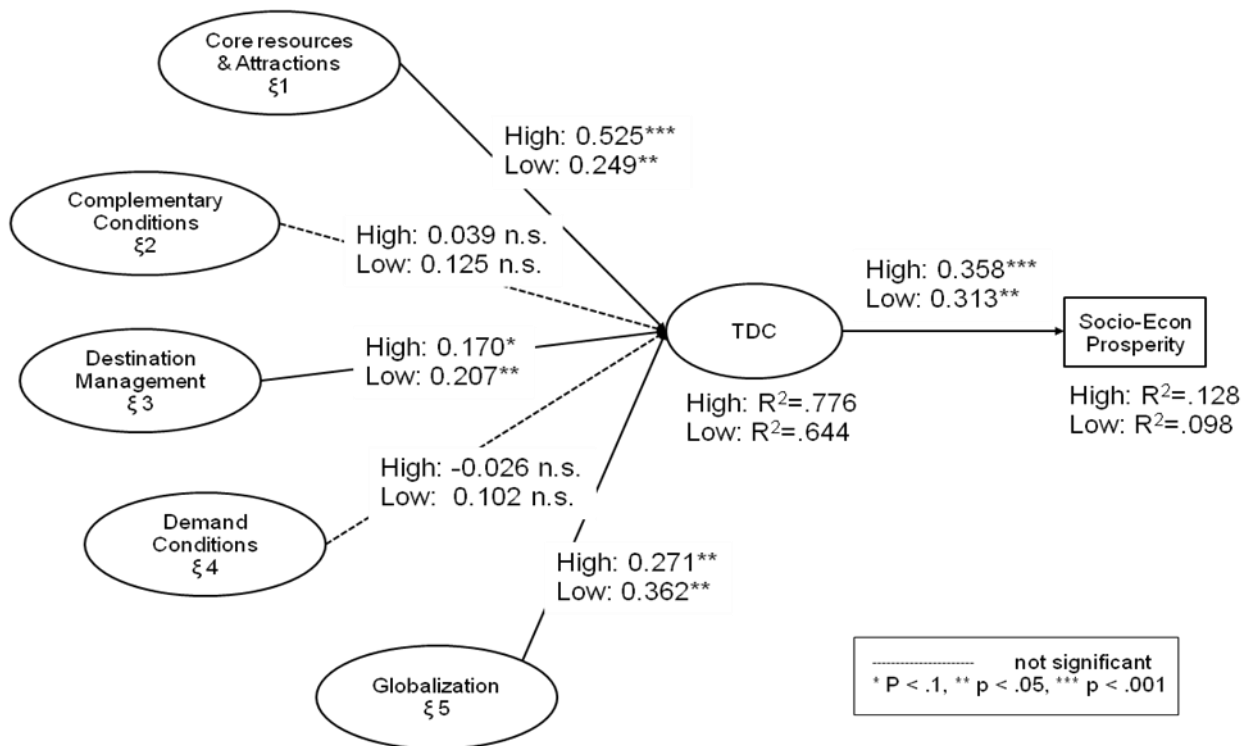 Core resources
& Attractions
ξ1
High: 0.525***
Low: 0.249**
Complementary
Conditions
ξ2
High: 0.039 n.s.
Low: 0.125 n.s.
Destination
Management
ξ 3
High: 0.170*
Low: 0.207**
Demand
Conditions
ξ 4
High: -0.026 n.s.
Low: 0.102 n.s.
Globalization
ξ 5
High: 0.271**
Low: 0.362**
TDC
High: R²=.776
Low: R²=.644
High: 0.358***
Low: 0.313**
Socio-Econ
Prosperity
High: R²=.128
Low: R²=.098
not significant
* P < .1, ** p < .05, *** p < .001